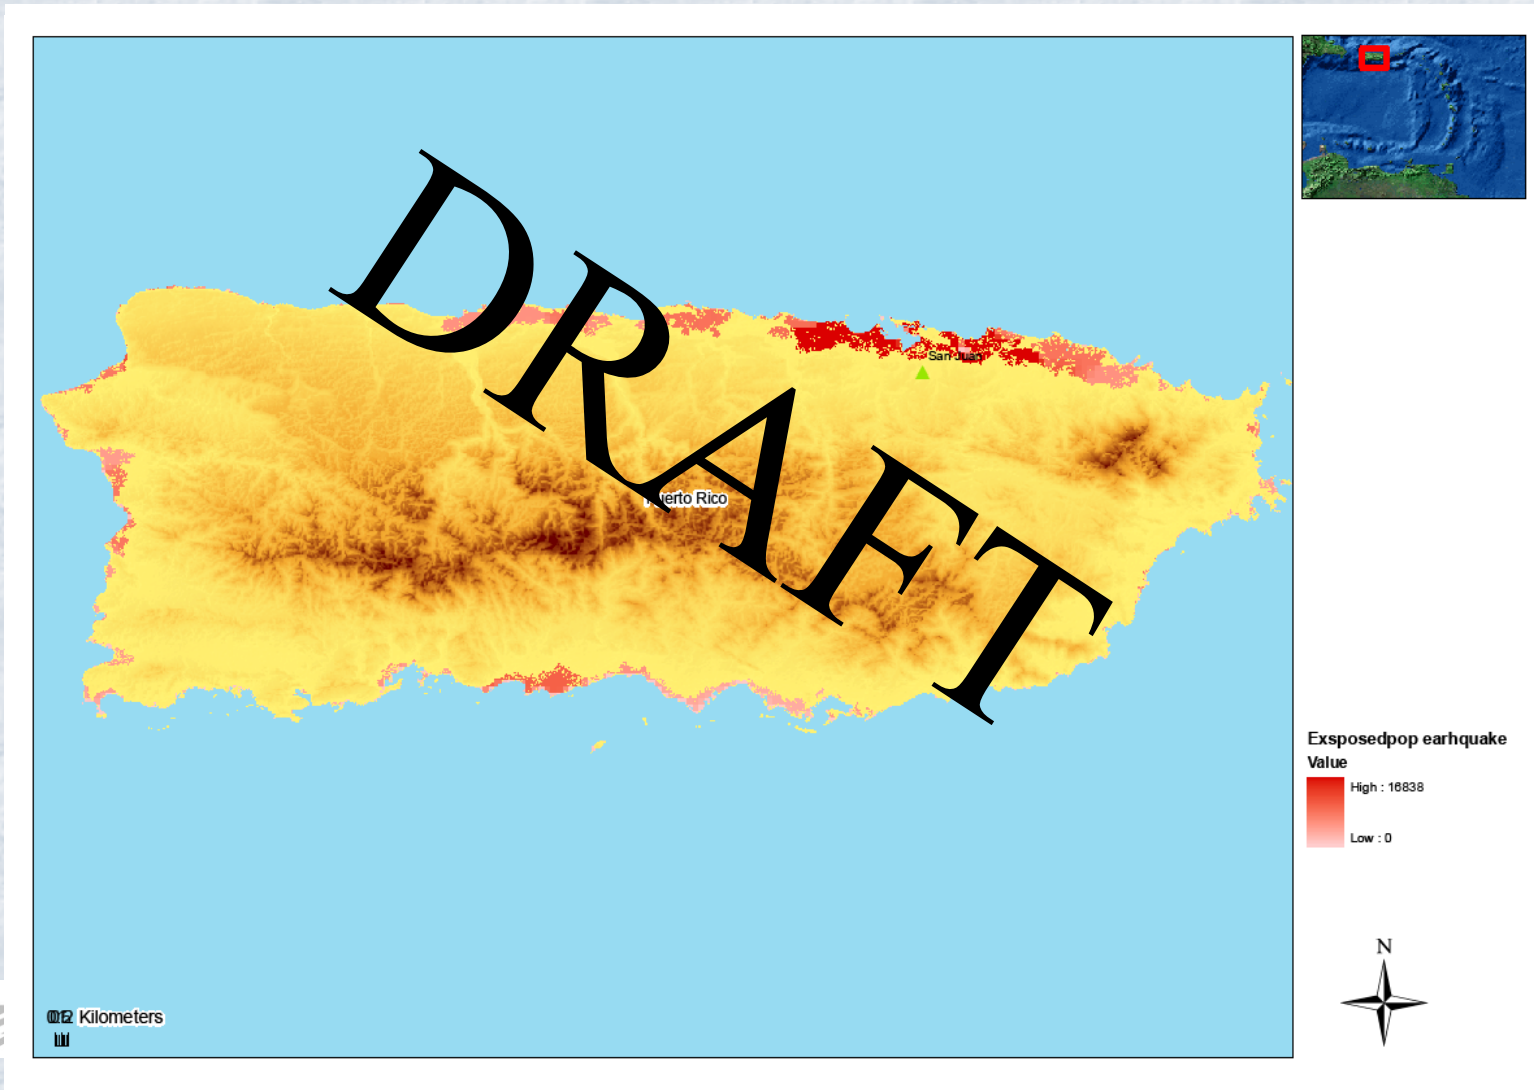 DRAFT
San Juan
Puerto Rico
Kilometers
Exsposedpop earhquake
Value
High : 16838
Low : 0
N